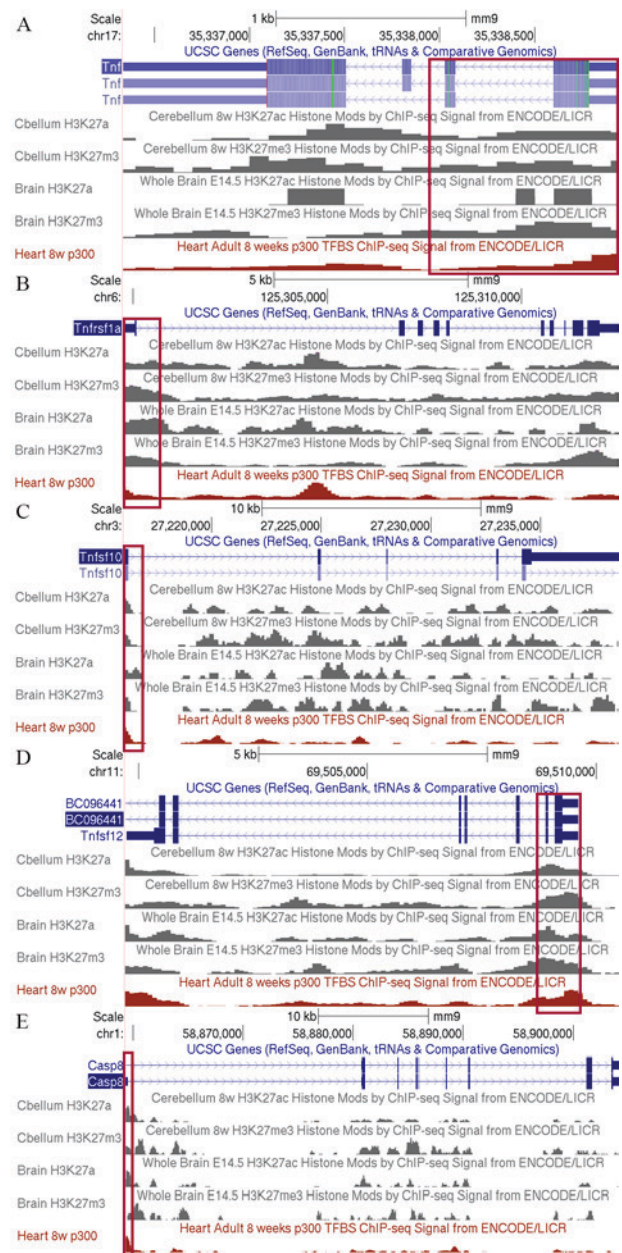 A
Scale 1 kb mm9
chr17: 35,337,000 35,337,500 35,338,000 35,338,500
UCSC Genes (RefSeq, GenBank, tRNAs & Comparative Genomics)
Tnf
Tnf
Tnf
Cerebellum 8w H3K27ac Histone Mods by ChIP-seq Signal from ENCODE/LICR
Cbellum H3K27a
Cerebellum 8w H3K27me3 Histone Mods by ChIP-seq Signal from ENCODE/LICR
Cbellum H3K27m3
Whole Brain E14.5 H3K27ac Histone Mods by ChIP-seq Signal from ENCODE/LICR
Brain H3K27a
Whole Brain E14.5 H3K27me3 Histone Mods by ChIP-seq Signal from ENCODE/LICR
Brain H3K27m3
Heart Adult 8 weeks p300 TFBS ChIP-seq Signal from ENCODE/LICR
Heart 8w p300
B
Scale 5 kb mm9
chr6: 125,305,000 125,310,000
UCSC Genes (RefSeq, GenBank, tRNAs & Comparative Genomics)
Tnfrsf1a
Cerebellum 8w H3K27ac Histone Mods by ChIP-seq Signal from ENCODE/LICR
Cbellum H3K27a
Cerebellum 8w H3K27me3 Histone Mods by ChIP-seq Signal from ENCODE/LICR
Cbellum H3K27m3
Whole Brain E14.5 H3K27ac Histone Mods by ChIP-seq Signal from ENCODE/LICR
Brain H3K27a
Whole Brain E14.5 H3K27me3 Histone Mods by ChIP-seq Signal from ENCODE/LICR
Brain H3K27m3
Heart Adult 8 weeks p300 TFBS ChIP-seq Signal from ENCODE/LICR
Heart 8w p300
C
Scale 10 kb mm9
chr3: 27,220,000 27,225,000 27,230,000 27,235,000
UCSC Genes (RefSeq, GenBank, tRNAs & Comparative Genomics)
Tnfsf10
Tnfsf10
Cerebellum 8w H3K27ac Histone Mods by ChIP-seq Signal from ENCODE/LICR
Cbellum H3K27a
Cerebellum 8w H3K27me3 Histone Mods by ChIP-seq Signal from ENCODE/LICR
Cbellum H3K27m3
Whole Brain E14.5 H3K27ac Histone Mods by ChIP-seq Signal from ENCODE/LICR
Brain H3K27a
Whole Brain E14.5 H3K27me3 Histone Mods by ChIP-seq Signal from ENCODE/LICR
Brain H3K27m3
Heart Adult 8 weeks p300 TFBS ChIP-seq Signal from ENCODE/LICR
Heart 8w p300
D
Scale 5 kb mm9
chr11: 69,505,000 69,510,000
UCSC Genes (RefSeq, GenBank, tRNAs & Comparative Genomics)
BC096441
BC096441
Tnfsf12
Cerebellum 8w H3K27ac Histone Mods by ChIP-seq Signal from ENCODE/LICR
Cbellum H3K27a
Cerebellum 8w H3K27me3 Histone Mods by ChIP-seq Signal from ENCODE/LICR
Cbellum H3K27m3
Whole Brain E14.5 H3K27ac Histone Mods by ChIP-seq Signal from ENCODE/LICR
Brain H3K27a
Whole Brain E14.5 H3K27me3 Histone Mods by ChIP-seq Signal from ENCODE/LICR
Brain H3K27m3
Heart Adult 8 weeks p300 TFBS ChIP-seq Signal from ENCODE/LICR
Heart 8w p300
E
Scale 10 kb mm9
chr1: 58,870,000 58,880,000 58,890,000 58,900,000
UCSC Genes (RefSeq, GenBank, tRNAs & Comparative Genomics)
Casp8
Casp8
Cerebellum 8w H3K27ac Histone Mods by ChIP-seq Signal from ENCODE/LICR
Cbellum H3K27a
Cerebellum 8w H3K27me3 Histone Mods by ChIP-seq Signal from ENCODE/LICR
Cbellum H3K27m3
Whole Brain E14.5 H3K27ac Histone Mods by ChIP-seq Signal from ENCODE/LICR
Brain H3K27a
Whole Brain E14.5 H3K27me3 Histone Mods by ChIP-seq Signal from ENCODE/LICR
Brain H3K27m3
Heart Adult 8 weeks p300 TFBS ChIP-seq Signal from ENCODE/LICR
Heart 8w p300